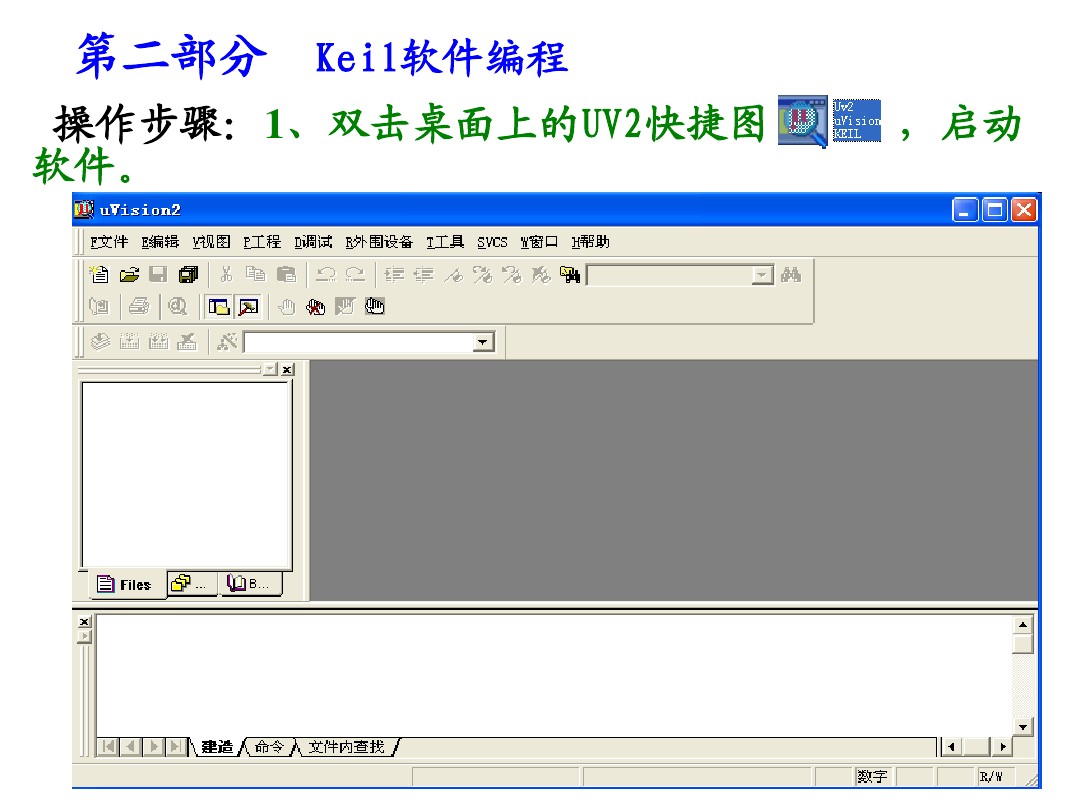 第二部分 Keil软件编程
操作步骤：1、双击桌面上的UV2快捷图 Uv2 uVision KEIL ，启动
软件。
uVision2
F文件 E编辑 V视图 P工程 D调试 R外围设备 T工具 SVCS W窗口 H帮助
Files ... B...
建造 命令 文件内查找
数字 R/W